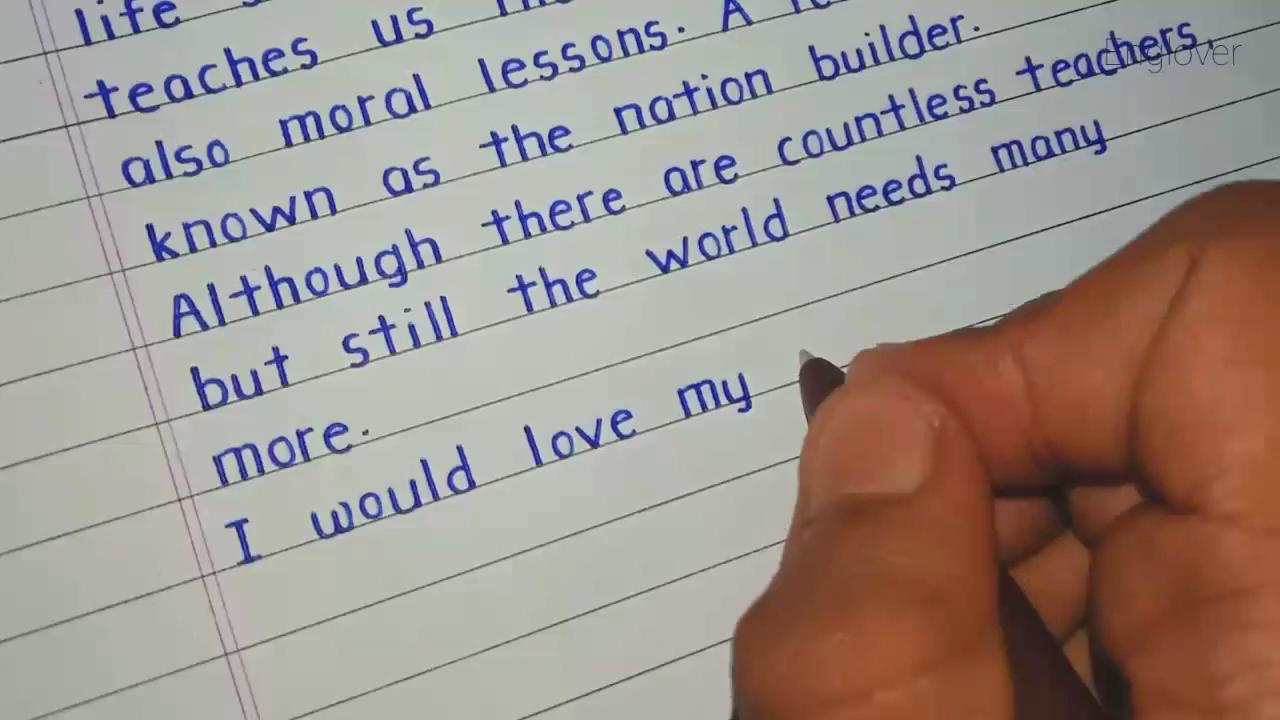 life
teaches us
also moral lessons. A
known as the nation builder.
Although there are countless teachers,
but still the world needs many
more.
I would love my
Englover